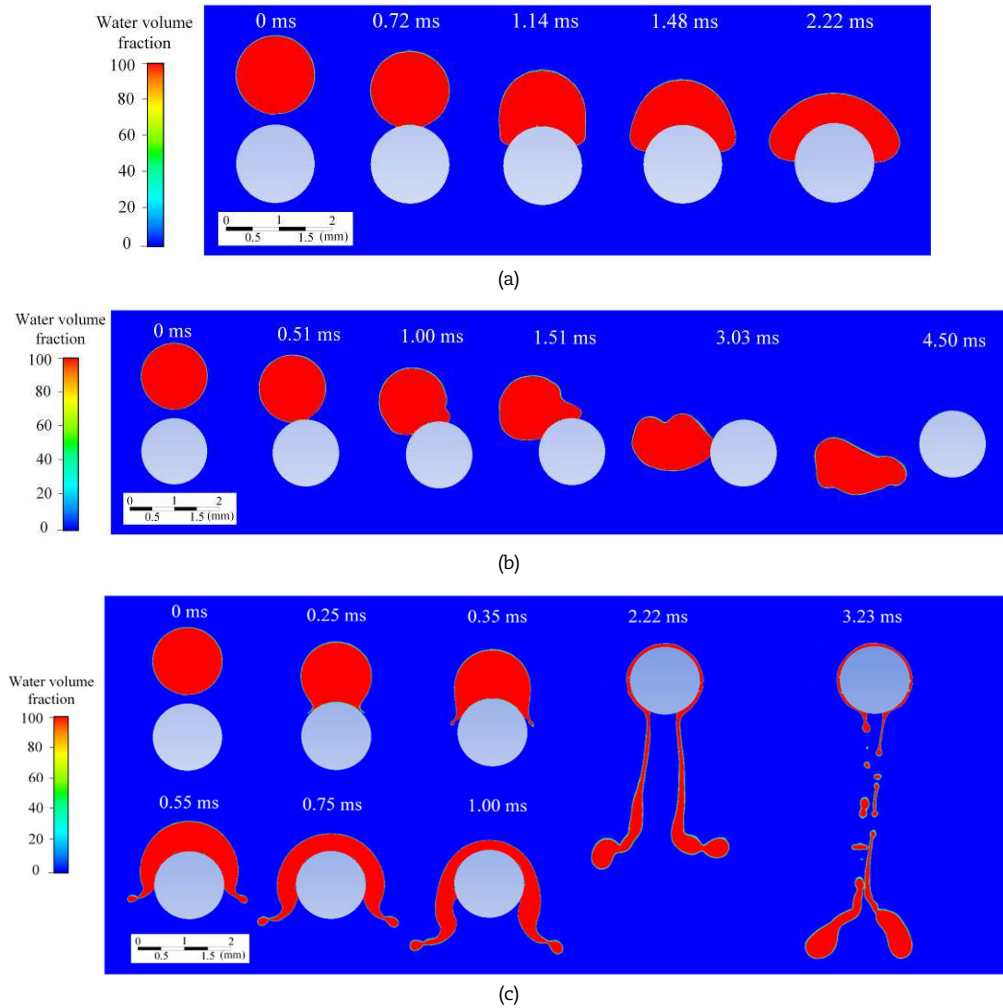 0 ms 0.72 ms 1.14 ms 1.48 ms 2.22 ms
Water volume
fraction
100
80
60
40
20
0
0 1 2
0.5 1.5 (mm)
(a)
Water volume
fraction
0 ms 0.51 ms 1.00 ms 1.51 ms 3.03 ms 4.50 ms
100
80
60
40
20
0
0 1 2
0.5 1.5 (mm)
(b)
0 ms 0.25 ms 0.35 ms 2.22 ms 3.23 ms
Water volume
fraction
100
80
60
40
20
0
0.55 ms 0.75 ms 1.00 ms
0 1 2
0.5 1.5 (mm)
(c)